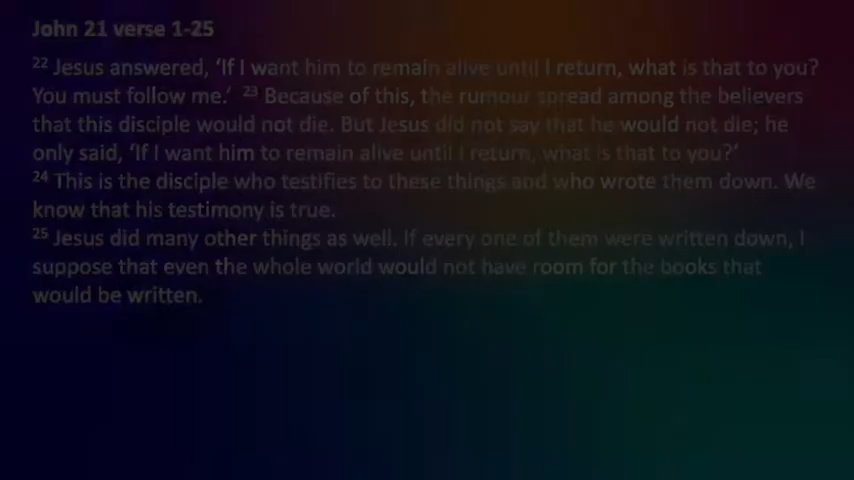 John 21 verse 1-25
22 Jesus answered, ‘If I want him to remain alive until I return, what is that to you?
You must follow me.’ 23 Because of this, the rumour spread among the believers
that this disciple would not die. But Jesus did not say that he would not die; he
only said, ‘If I want him to remain alive until I return, what is that to you?’
24 This is the disciple who testifies to these things and who wrote them down. We
know that his testimony is true.
25 Jesus did many other things as well. If every one of them were written down, I
suppose that even the whole world would not have room for the books that
would be written.